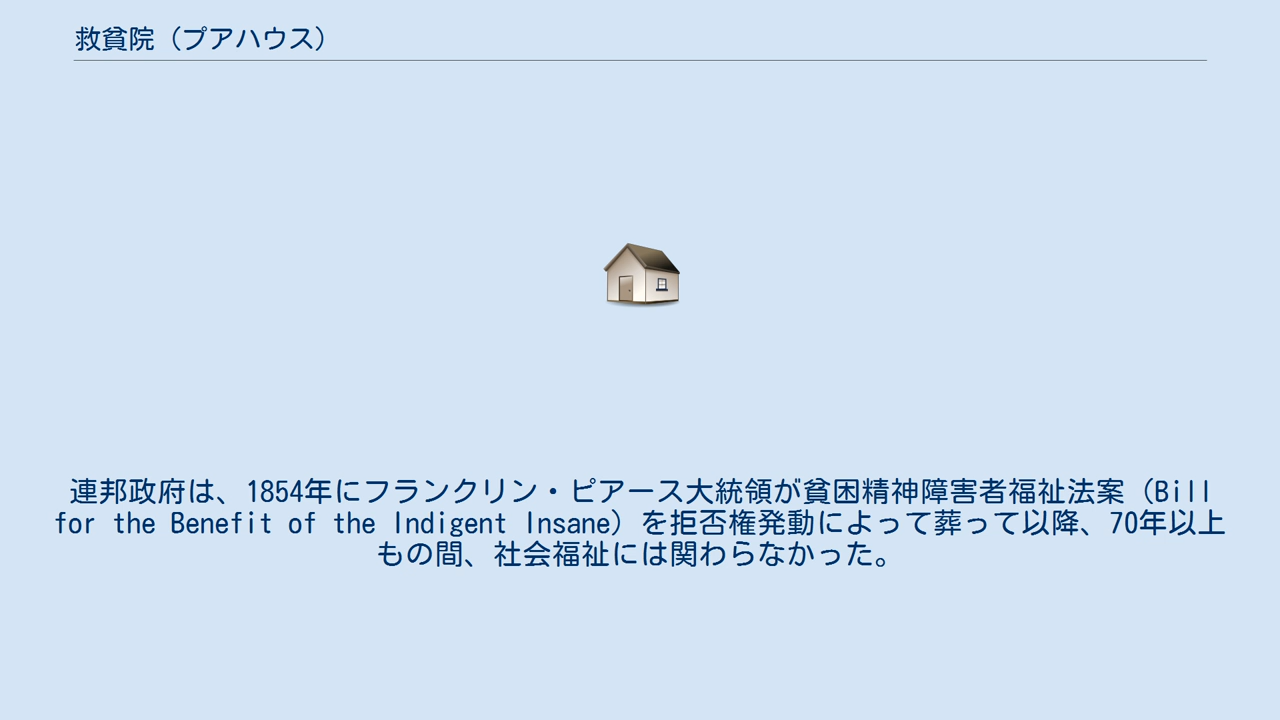 救貧院（プアハウス）
連邦政府は、1854年にフランクリン・ピアース大統領が貧困精神障害者福祉法案（Bill
for the Benefit of the Indigent Insane）を拒否権発動によって葬って以降、70年以上
もの間、社会福祉には関わらなかった。